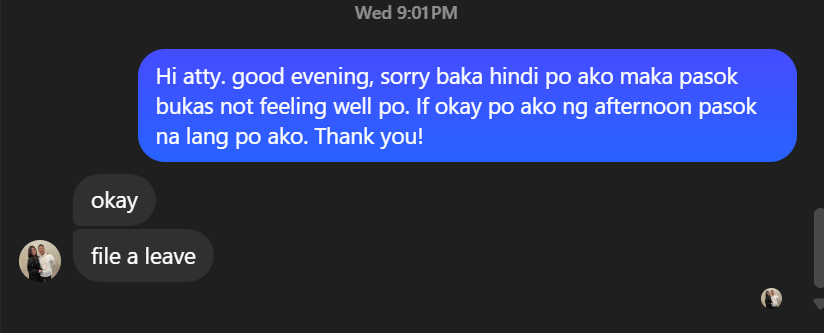 Wed 9:01 PM
Hi atty. good evening, sorry baka hindi po ako maka pasok
bukas not feeling well po. If okay po ako ng afternoon pasok
na lang po ako. Thank you!
okay
file a leave